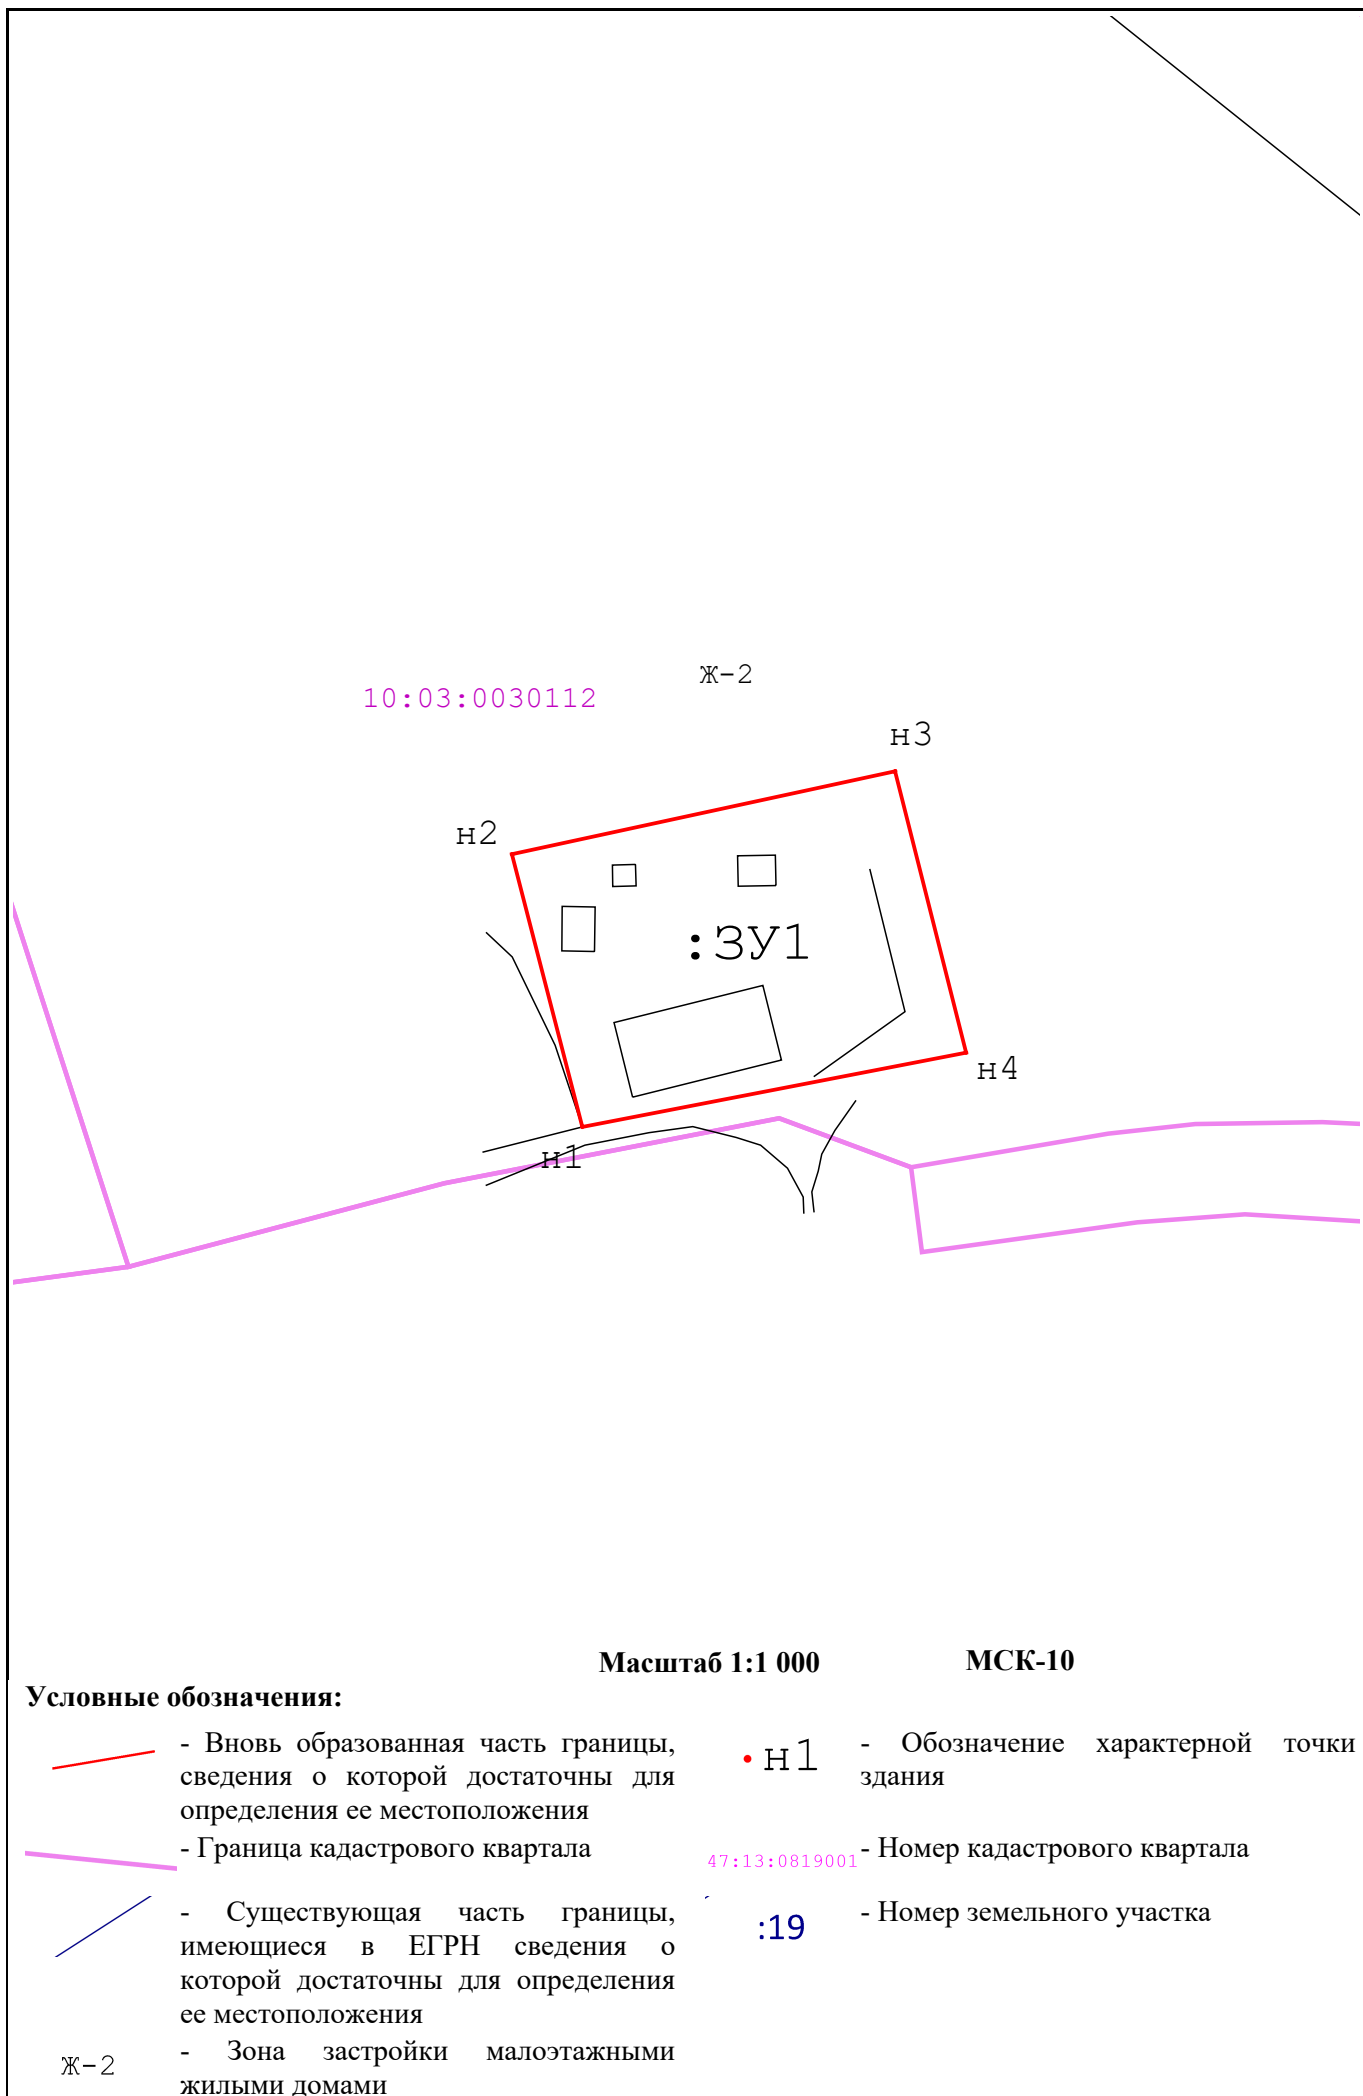 Ж-2
10:03:0030112
н3
н2
:ЗУ1
н4
н1
Масштаб 1:1 000
МСК-10
Условные обозначения:
- Вновь образованная часть границы,
сведения о которой достаточны для
определения ее местоположения
н1
- Обозначение характерной точки
здания
- Граница кадастрового квартала
47:13:0819001
- Номер кадастрового квартала
- Существующая часть границы,
имеющиеся в ЕГРН сведения о
которой достаточны для определения
ее местоположения
:19
- Номер земельного участка
Ж-2
- Зона застройки малоэтажными
жилыми домами